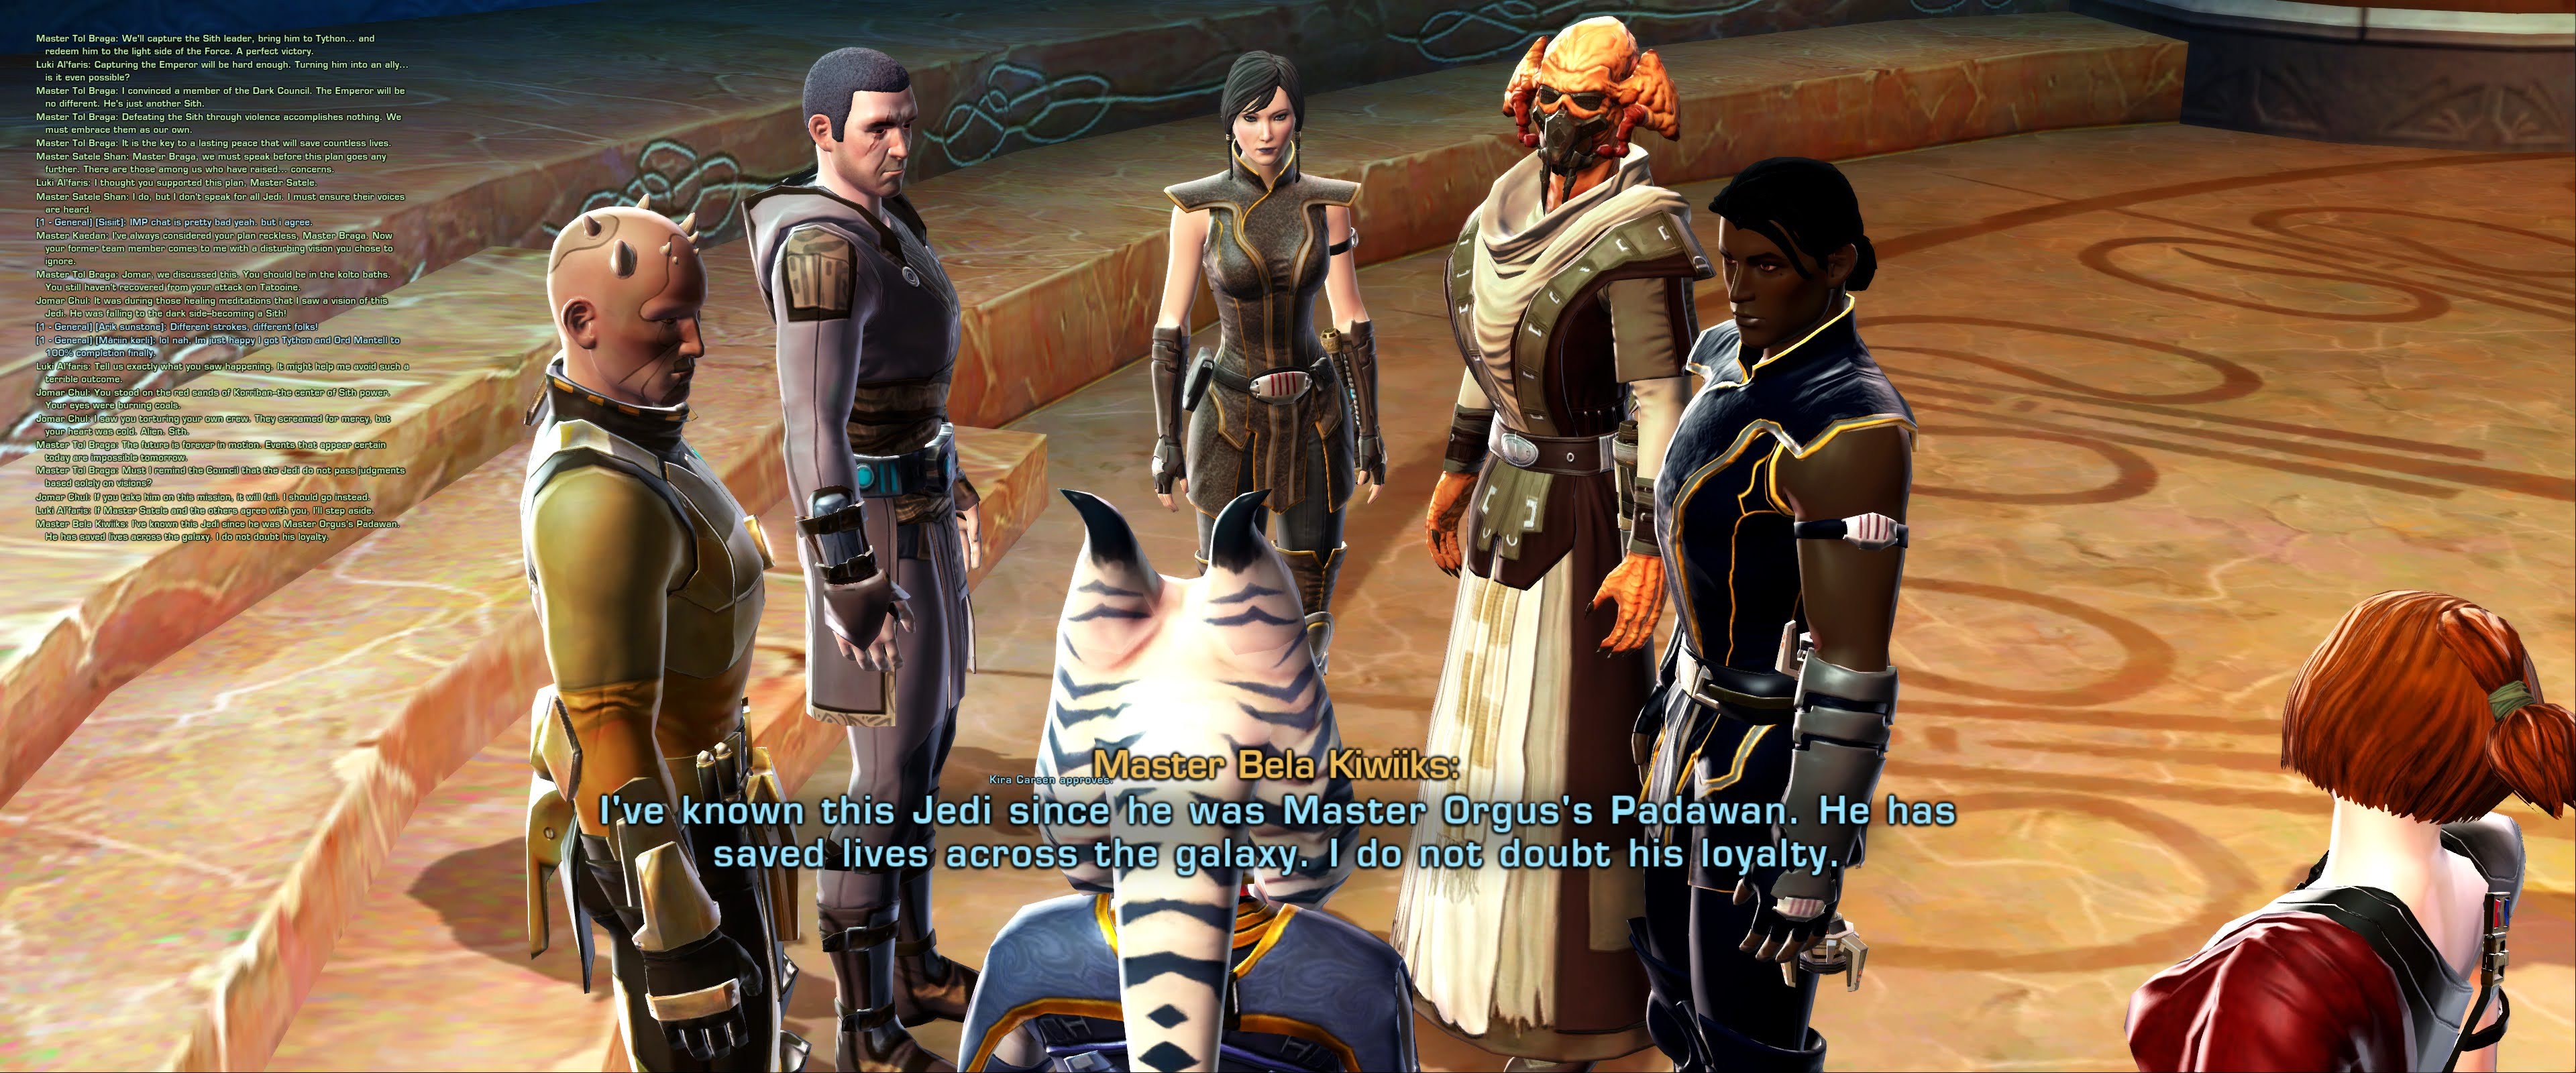 Master Tol Braga: We'll capture the Sith leader, bring him to Tython... and
redeem him to the light side of the Force. A perfect victory.
Luki Al'faris: Capturing the Emperor will be hard enough. Turning him into an ally...
is it even possible?
Master Tol Braga: I convinced a member of the Dark Council. The Emperor will be
no different. He's just another Sith.
Master Tol Braga: Defeating the Sith through violence accomplishes nothing. We
must embrace them as our own.
Master Tol Braga: It is the key to a lasting peace that will save countless lives.
Master Satele Shan: Master Braga, we must speak before this plan goes any
further. There are those among us who have raised... concerns.
Luki Al'faris: I thought you supported this plan, Master Satele.
Master Satele Shan: I do, but I don't speak for all Jedi. I must ensure their voices
are heard.
[1 - General] [Sisiit]: IMP chat is pretty bad yeah. but i agree.
Master Kaedan: I've always considered your plan reckless, Master Braga. Now
your former team member comes to me with a disturbing vision you chose to
ignore.
Master Tol Braga: Jomar, we discussed this. You should be in the kolto baths.
You still haven't recovered from your attack on Tatooine.
Jomar Chul: It was during those healing meditations that I saw a vision of this
Jedi. He was falling to the dark side–becoming a Sith!
[1 - General] [Arik sunstone]: Different strokes, different folks!
[1 - General] [Màriin kørli]: lol nah. Im just happy I got Tython and Ord Mantell to
100% completion finally.
Luki Al'faris: Tell us exactly what you saw happening. It might help me avoid such a
terrible outcome.
Jomar Chul: You stood on the red sands of Korriban–the center of Sith power.
Your eyes were burning coals.
Jomar Chul: I saw you torturing your own crew. They screamed for mercy, but
your heart was cold. Alien. Sith.
Master Tol Braga: The future is forever in motion. Events that appear certain
today are impossible tomorrow.
Master Tol Braga: Must I remind the Council that the Jedi do not pass judgments
based solely on visions?
Jomar Chul: If you take him on this mission, it will fail. I should go instead.
Luki Al'faris: If Master Satele and the others agree with you, I'll step aside.
Master Bela Kiwiiks: I've known this Jedi since he was Master Orgus's Padawan.
He has saved lives across the galaxy. I do not doubt his loyalty.
Master Bela Kiwiiks:
Kira Carsen approves.
I've known this Jedi since he was Master Orgus's Padawan. He has
saved lives across the galaxy. I do not doubt his loyalty.